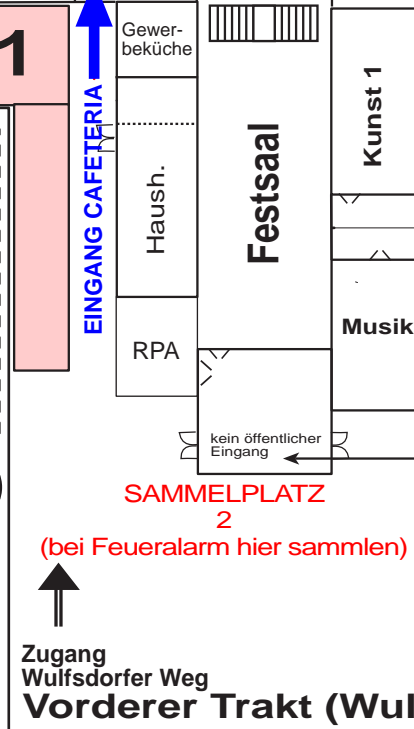 1
Gewer-
beküche
EINGANG CAFETERIA
Haush.
Festsaal
Kunst 1
RPA
Musik
kein öffentlicher
Eingang
SAMMELPLATZ
2
(bei Feueralarm hier sammlen)
Zugang
Wulfsdorfer Weg
Vorderer Trakt (Wul